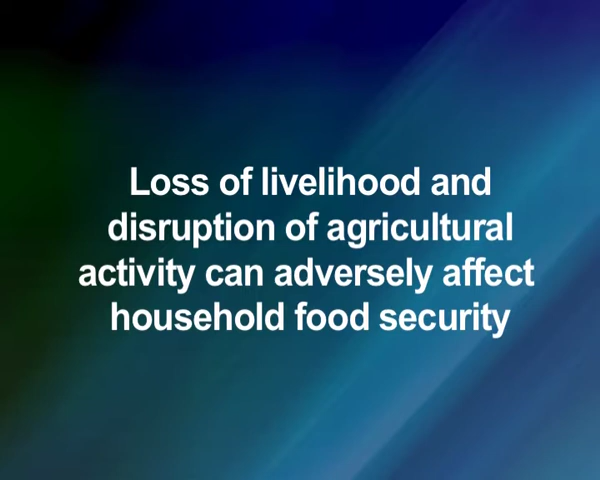 Loss of livelihood and
disruption of agricultural
activity can adversely affect
household food security